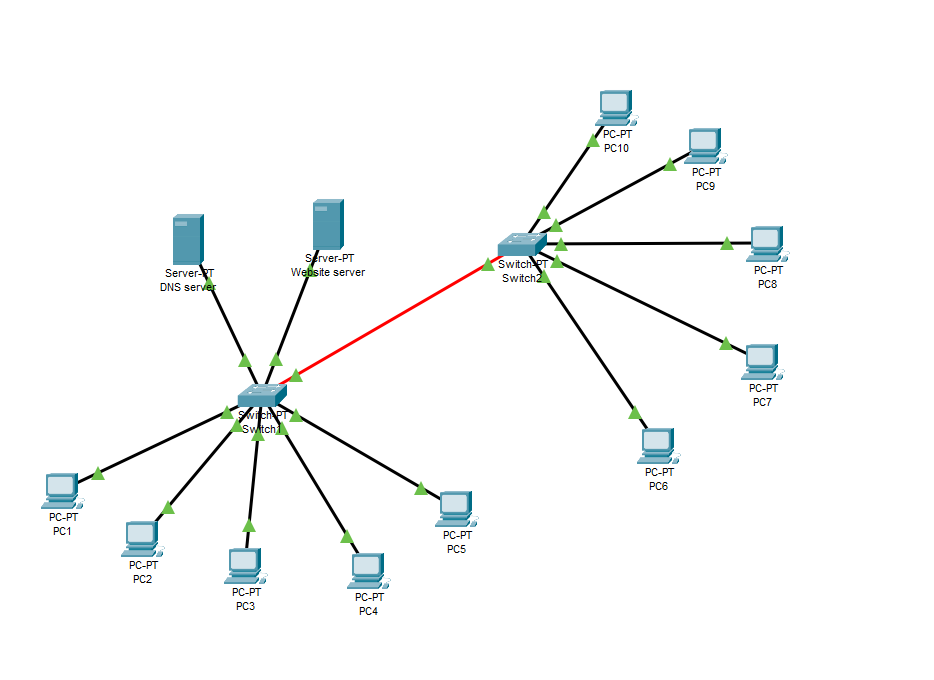 PC-PT
PC10
PC-PT
PC9
Server-PT
DNS server
Server-PT
Website server
Switch-PT
Switch2
PC-PT
PC8
PC-PT
PC7
Switch-PT
Switch1
PC-PT
PC6
PC-PT
PC1
PC-PT
PC2
PC-PT
PC3
PC-PT
PC4
PC-PT
PC5